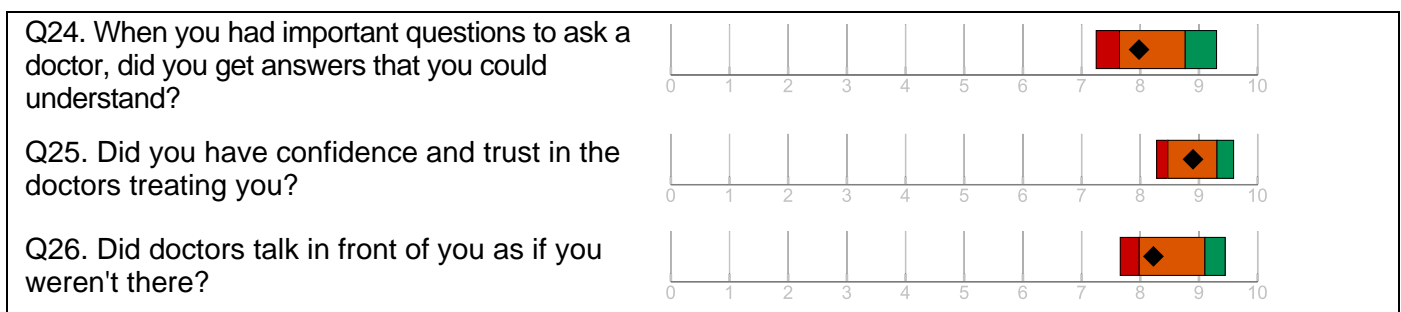 Q24. When you had important questions to ask a
doctor, did you get answers that you could
understand?
0 1 2 3 4 5 6 7 8 9 10
Q25. Did you have confidence and trust in the
doctors treating you?
0 1 2 3 4 5 6 7 8 9 10
Q26. Did doctors talk in front of you as if you
weren't there?
0 1 2 3 4 5 6 7 8 9 10